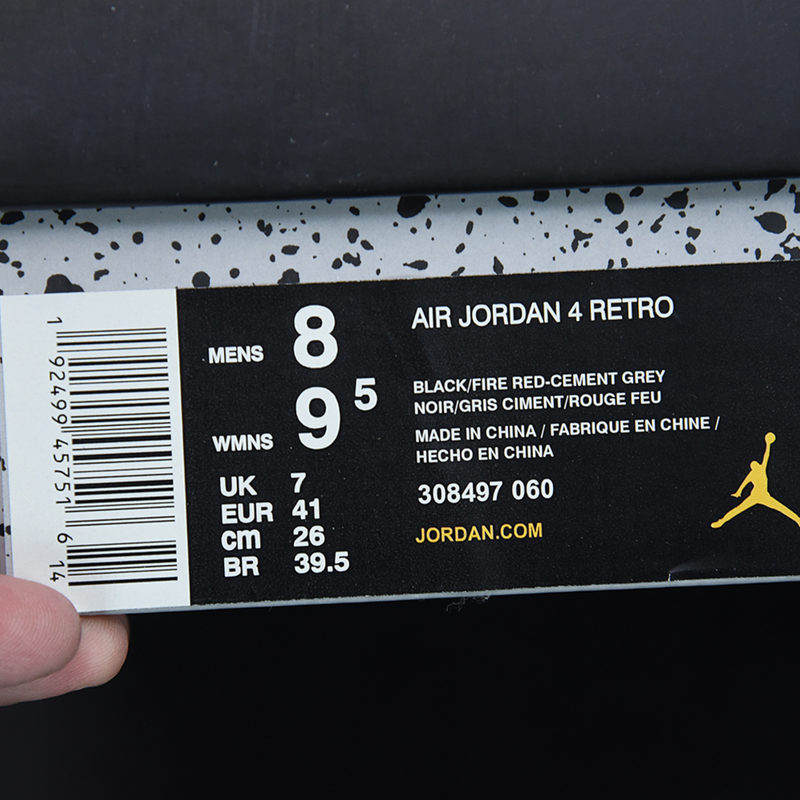 1 92499 45751 6 14
MENS 8
WMNS 9 5
UK 7
EUR 41
cm 26
BR 39.5
AIR JORDAN 4 RETRO
BLACK/FIRE RED-CEMENT GREY
NOIR/GRIS CIMENT/ROUGE FEU
MADE IN CHINA / FABRIQUE EN CHINE /
HECHO EN CHINA
308497 060
JORDAN.COM